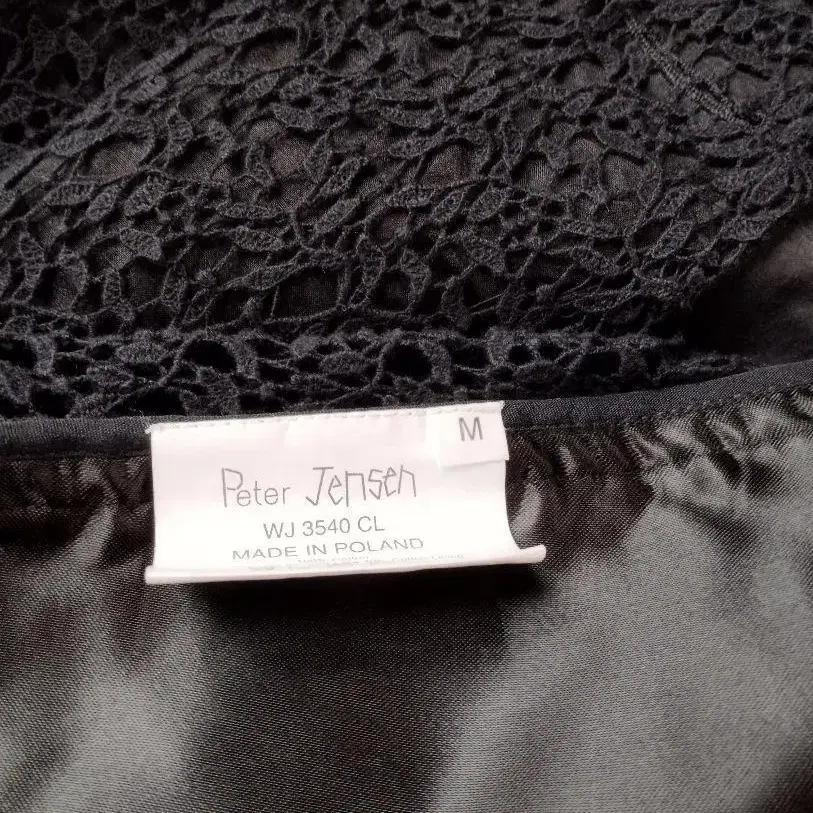 M
Peter Jensen
WJ 3540 CL
MADE IN POLAND